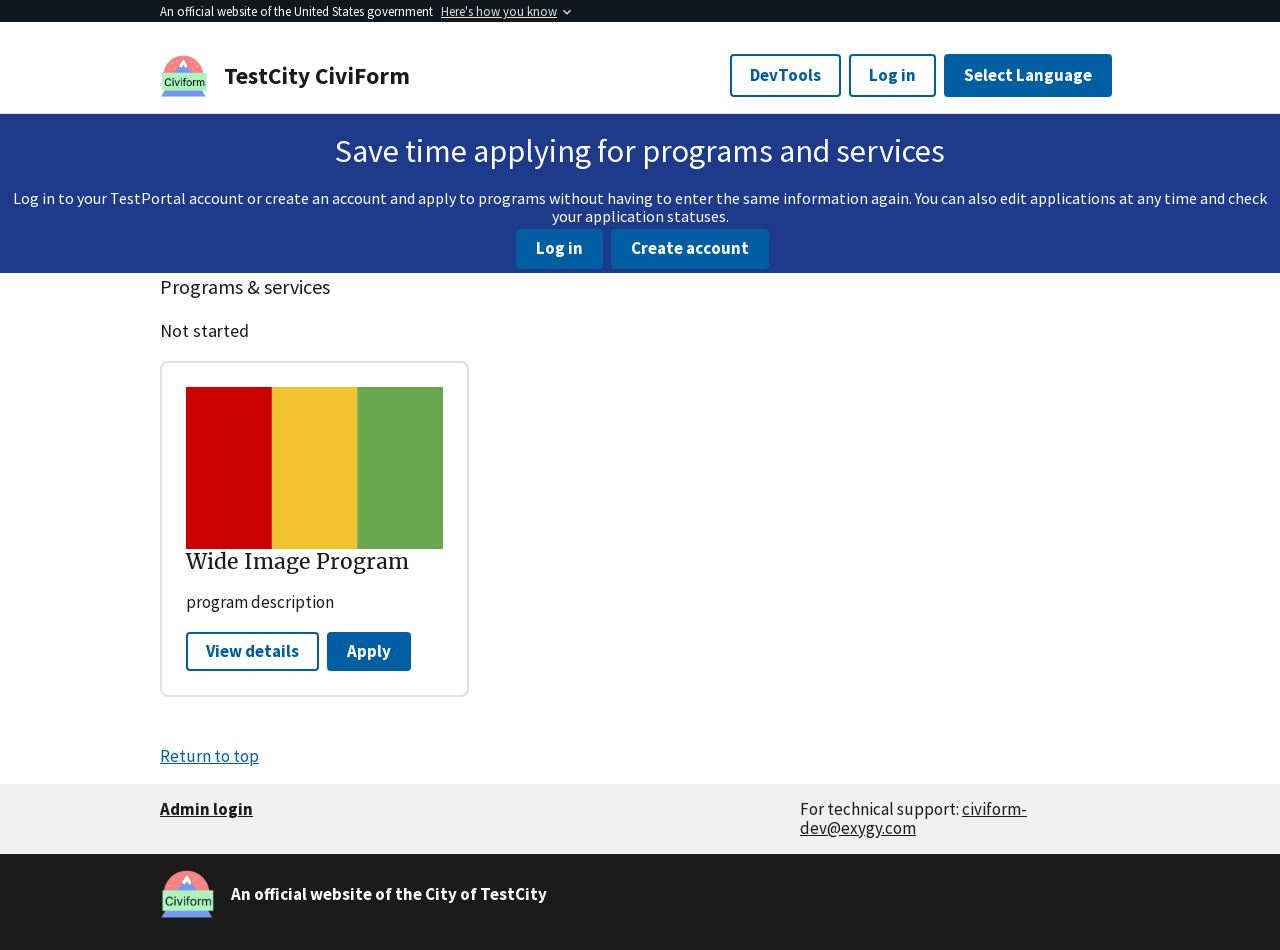 An official website of the United States government Here's how you know
Civiform
TestCity CiviForm
DevTools
Log in
Select Language
Save time applying for programs and services
Log in to your TestPortal account or create an account and apply to programs without having to enter the same information again. You can also edit applications at any time and check
your application statuses.
Log in
Create account
Programs & services
Not started
Wide Image Program
program description
View details
Apply
Return to top
Admin login
For technical support: civiform-
dev@exygy.com
Civiform
An official website of the City of TestCity